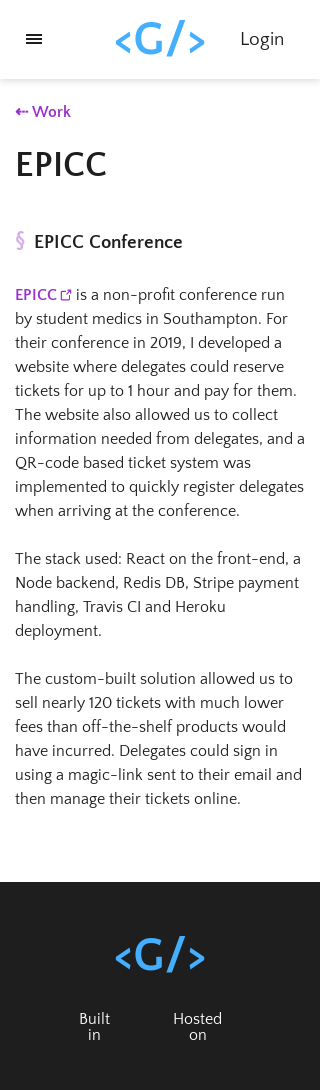 <G/>
Login
⇠ Work
EPICC
§ EPICC Conference
EPICC is a non-profit conference run
by student medics in Southampton. For
their conference in 2019, I developed a
website where delegates could reserve
tickets for up to 1 hour and pay for them.
The website also allowed us to collect
information needed from delegates, and a
QR-code based ticket system was
implemented to quickly register delegates
when arriving at the conference.
The stack used: React on the front-end, a
Node backend, Redis DB, Stripe payment
handling, Travis CI and Heroku
deployment.
The custom-built solution allowed us to
sell nearly 120 tickets with much lower
fees than off-the-shelf products would
have incurred. Delegates could sign in
using a magic-link sent to their email and
then manage their tickets online.
<G/>
Built
in
Hosted
on